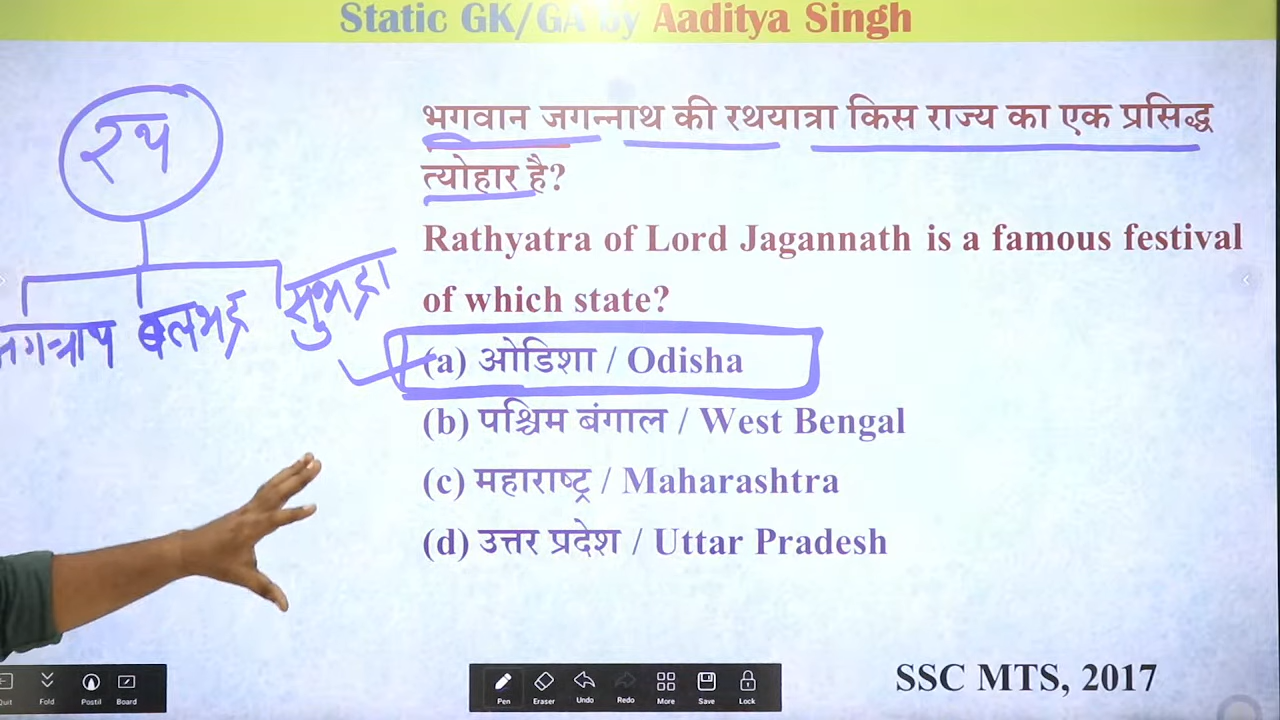 Static GK/GA by Aaditya Singh
रथ
भगवान जगन्नाथ की रथयात्रा किस राज्य का एक प्रसिद्ध
त्योहार है?
Rathyatra of Lord Jagannath is a famous festival
of which state?
बलभद्र सुभद्रा
(a) ओडिशा / Odisha
(b) पश्चिम बंगाल / West Bengal
(c) महाराष्ट्र / Maharashtra
(d) उत्तर प्रदेश / Uttar Pradesh
SSC MTS, 2017
Quit Fold Postil Board
Pen Eraser Undo Redo More Save Lock